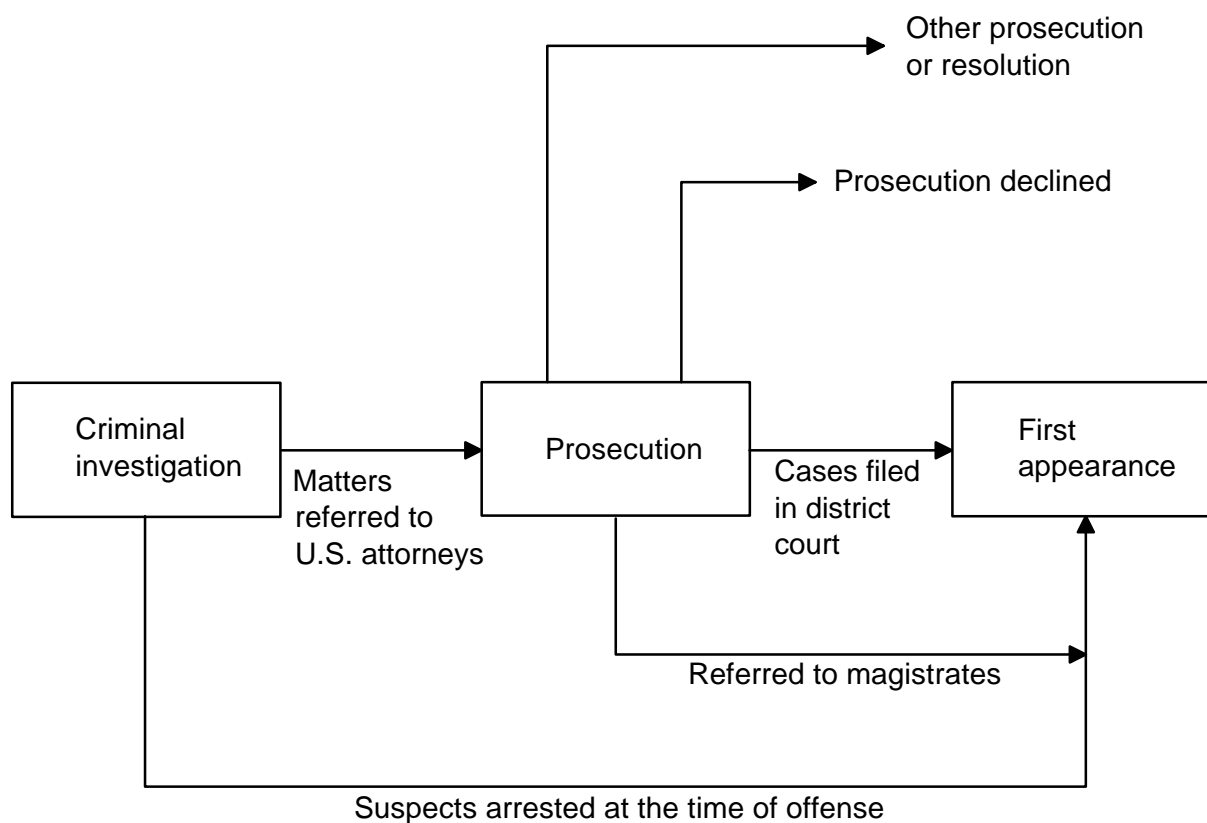 Other prosecution
or resolution
Prosecution declined
Criminal
investigation
Matters
referred to
U.S. attorneys
Prosecution
Cases filed
in district
court
First
appearance
Referred to magistrates
Suspects arrested at the time of offense